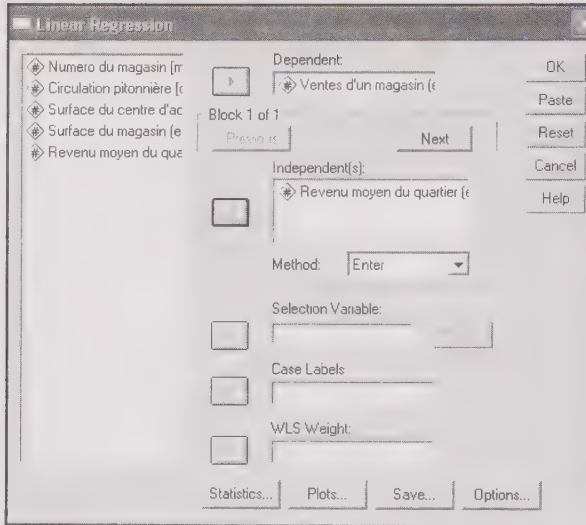 Linear Regression
Numero du magasin [m
Circulation pitonnière [c
Surface du centre d'ac
Surface du magasin (e
Revenu moyen du qua
Dependent:
Ventes d'un magasin (e
Block 1 of 1
Previous
Next
Independent(s):
Revenu moyen du quartier (e
Method:
Enter
Selection Variable:
Case Labels
WLS Weight:
Statistics...
Plots...
Save...
Options...
OK
Paste
Reset
Cancel
Help